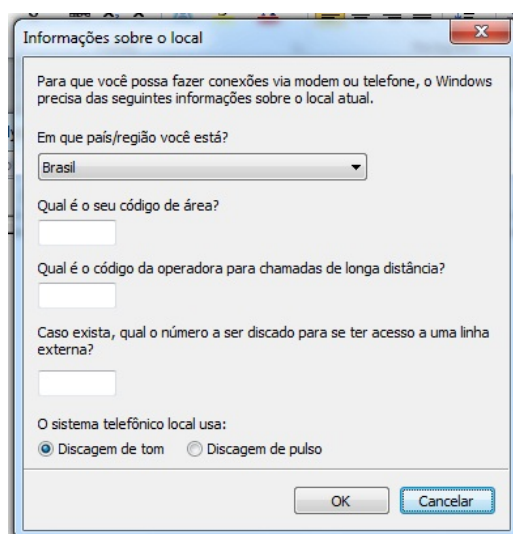 Informações sobre o local
Para que você possa fazer conexões via modem ou telefone, o Windows
precisa das seguintes informações sobre o local atual.
Em que país/região você está?
Brasil
Qual é o seu código de área?
Qual é o código da operadora para chamadas de longa distância?
Caso exista, qual o número a ser discado para se ter acesso a uma linha
externa?
O sistema telefônico local usa:
Discagem de tom Discagem de pulso
OK Cancelar